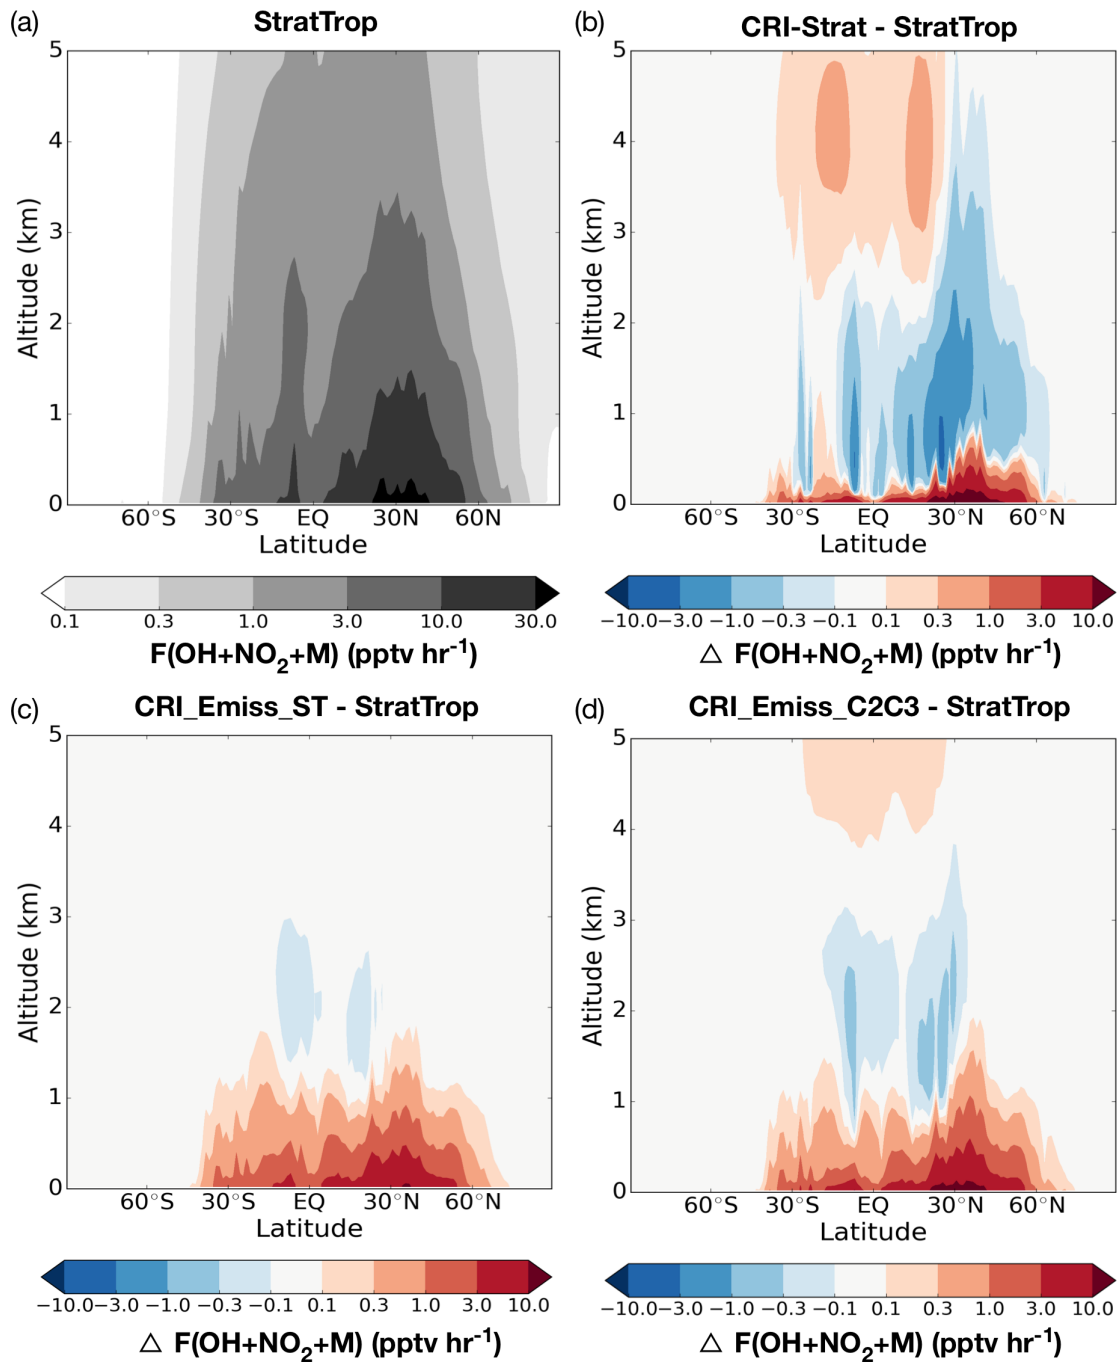 (a) StratTrop
5
4
3
2
1
0
Altitude (km)
60°S 30°S EQ 30N 60N
Latitude
0.1 0.3 1.0 3.0 10.0 30.0
F(OH+NO2+M) (pptv hr-1)
(b) CRI-Strat - StratTrop
5
4
3
2
1
0
Altitude (km)
60°S 30°S EQ 30°N 60°N
Latitude
−10.0 −3.0 −1.0 −0.3 −0.1 0.1 0.3 1.0 3.0 10.0
△ F(OH+NO2+M) (pptv hr-1)
(c) CRI_Emiss_ST - StratTrop
5
4
3
2
1
0
Altitude (km)
60°S 30°S EQ 30°N 60°N
Latitude
−10.0 −3.0 −1.0 −0.3 −0.1 0.1 0.3 1.0 3.0 10.0
△ F(OH+NO2+M) (pptv hr-1)
(d) CRI_Emiss_C2C3 - StratTrop
5
4
3
2
1
0
Altitude (km)
60°S 30°S EQ 30°N 60°N
Latitude
−10.0 −3.0 −1.0 −0.3 −0.1 0.1 0.3 1.0 3.0 10.0
△ F(OH+NO2+M) (pptv hr-1)